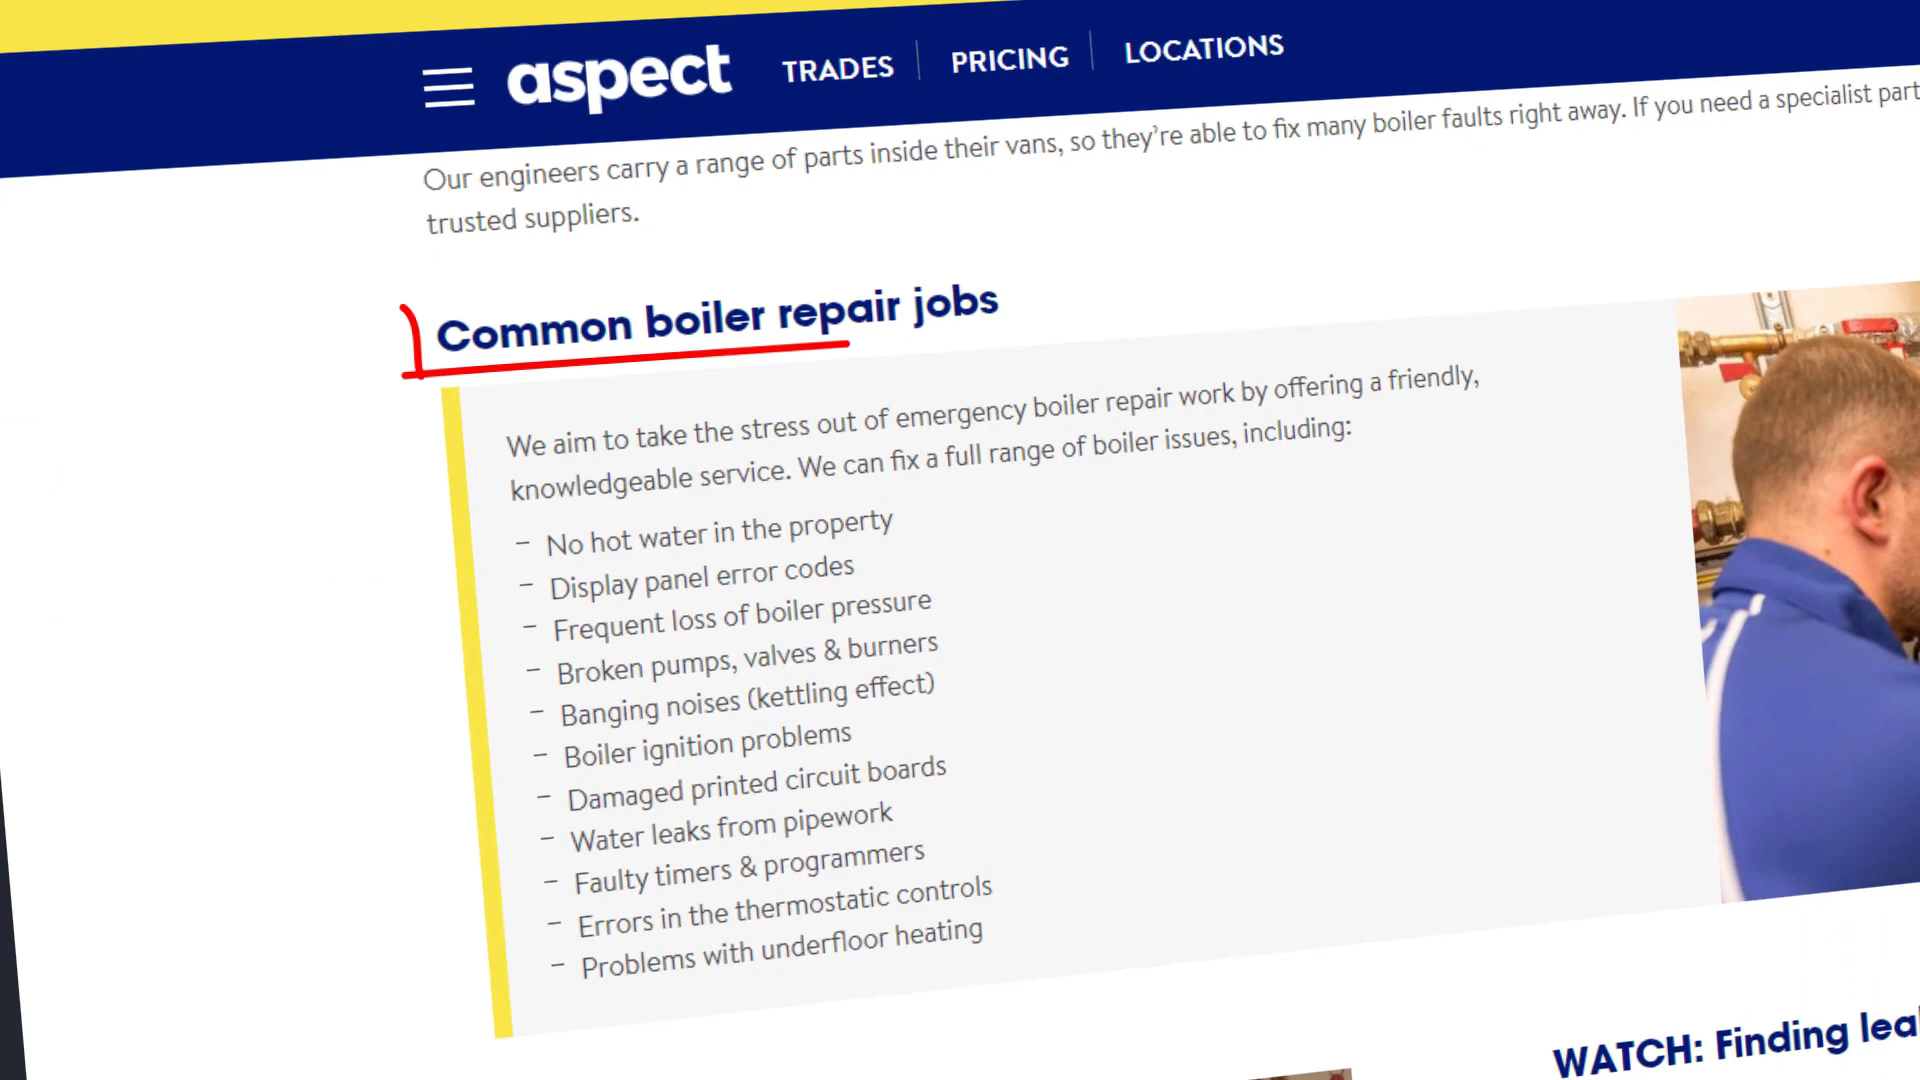 aspect
TRADES
PRICING
LOCATIONS
Our engineers carry a range of parts inside their vans, so they’re able to fix many boiler faults right away. If you need a specialist part
trusted suppliers.
Common boiler repair jobs
We aim to take the stress out of emergency boiler repair work by offering a friendly,
knowledgeable service. We can fix a full range of boiler issues, including:
– No hot water in the property
– Display panel error codes
– Frequent loss of boiler pressure
– Broken pumps, valves & burners
– Banging noises (kettling effect)
– Boiler ignition problems
– Damaged printed circuit boards
– Water leaks from pipework
– Faulty timers & programmers
– Errors in the thermostatic controls
– Problems with underfloor heating
WATCH: Finding